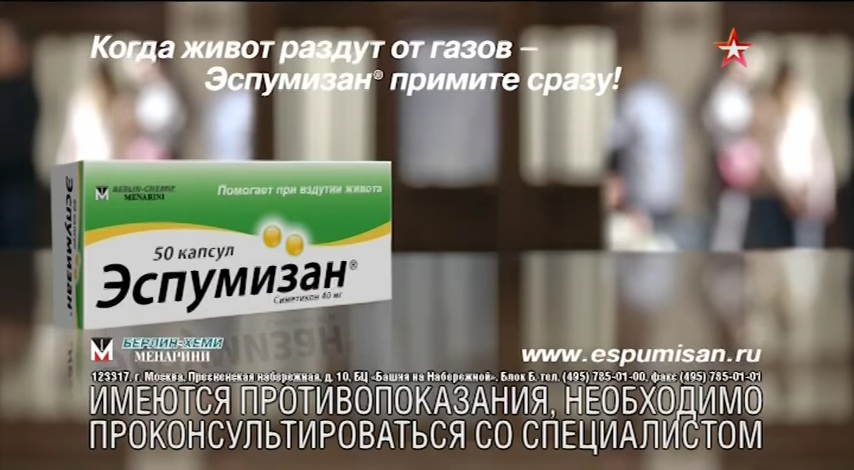 Когда живот раздут от газов –
Эспумизан® примите сразу!
BERLIN-CHEMIE
MENARINI
Помогает при вздутии живота
50 капсул
Эспумизан®
Симетикон 40 мг
Эспумизан
БЕРЛИН-ХЕМИ
МЕНАРИНИ
www.espumisan.ru
123317, г. Москва, Пресненская набережная, д. 10, БЦ «Башня на Набережной», Блок Б. тел. (495) 785-01-00, факс (495) 785-01-01
ИМЕЮТСЯ ПРОТИВОПОКАЗАНИЯ, НЕОБХОДИМО
ПРОКОНСУЛЬТИРОВАТЬСЯ СО СПЕЦИАЛИСТОМ